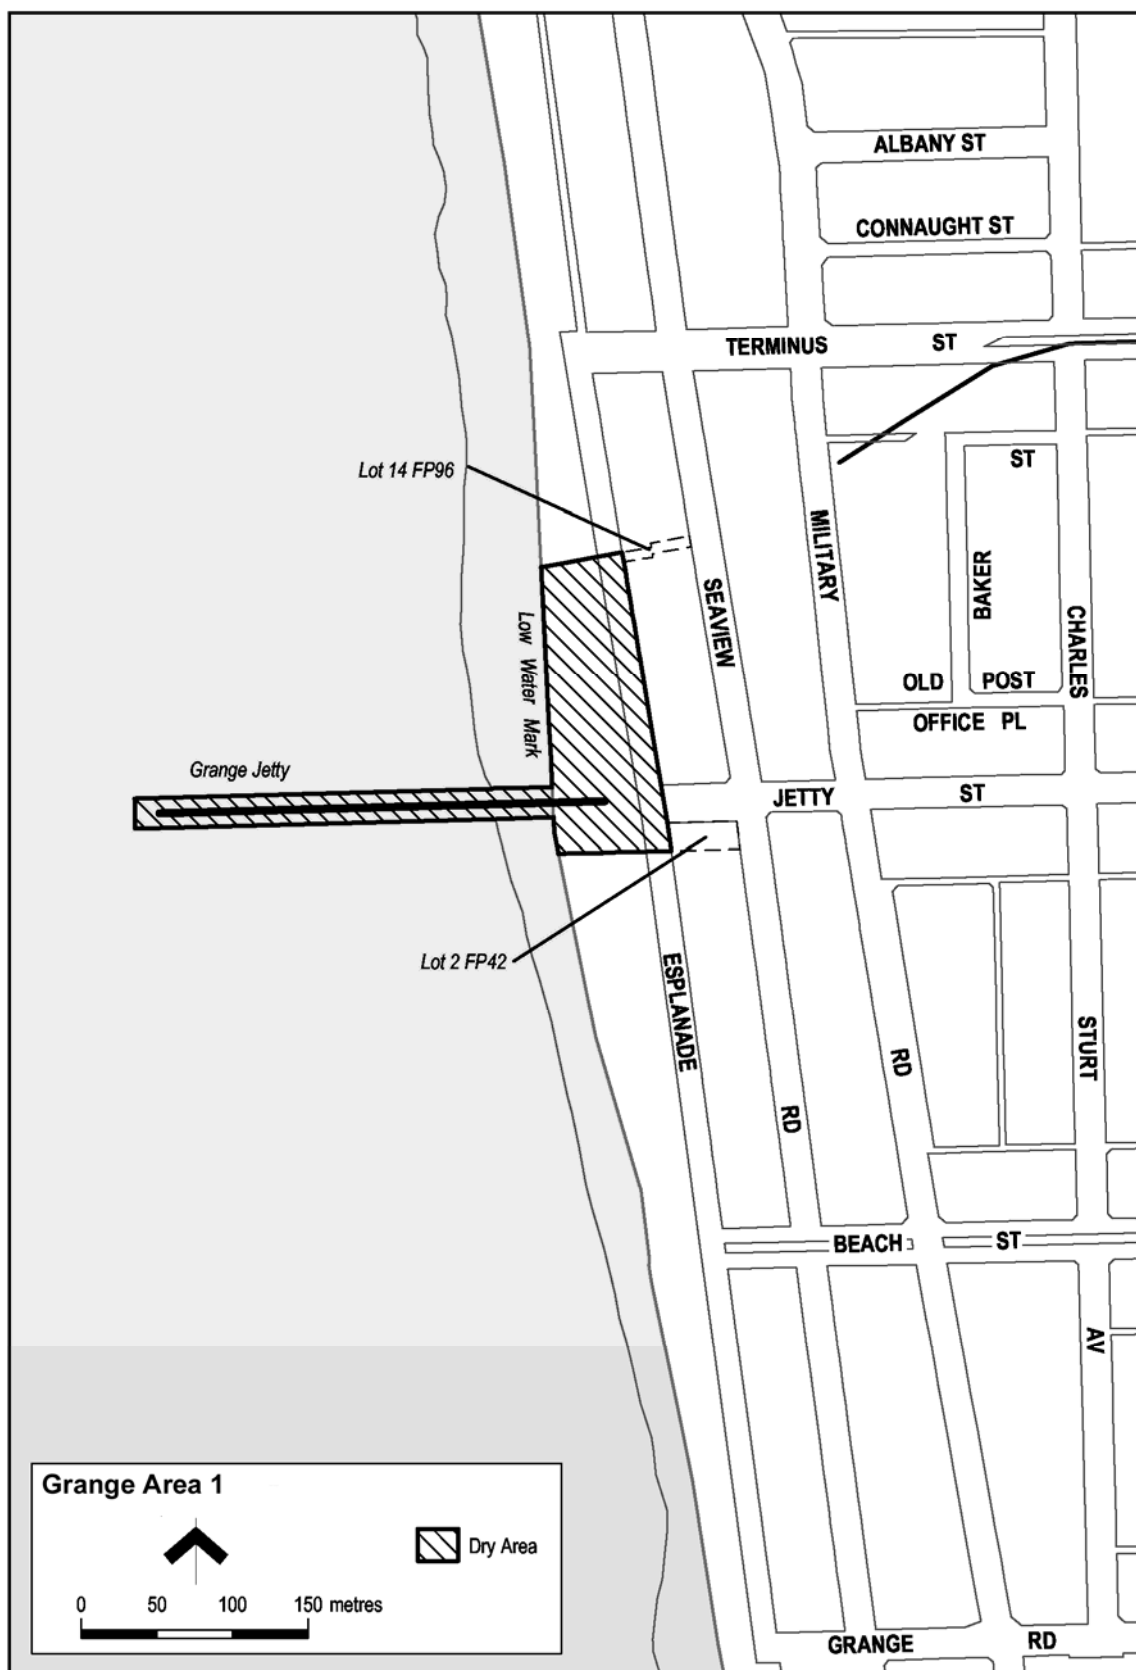 ALBANY ST
CONNAUGHT ST
TERMINUS ST
Lot 14 FP96
ST
MILITARY
BAKER
SEAVIEW
CHARLES
Low Water Mark
OLD POST
OFFICE PL
Grange Jetty
JETTY ST
Lot 2 FP42
ESPLANADE
STURT
RD
RD
BEACH ST
AV
Grange Area 1
Dry Area
0 50 100 150 metres
GRANGE RD